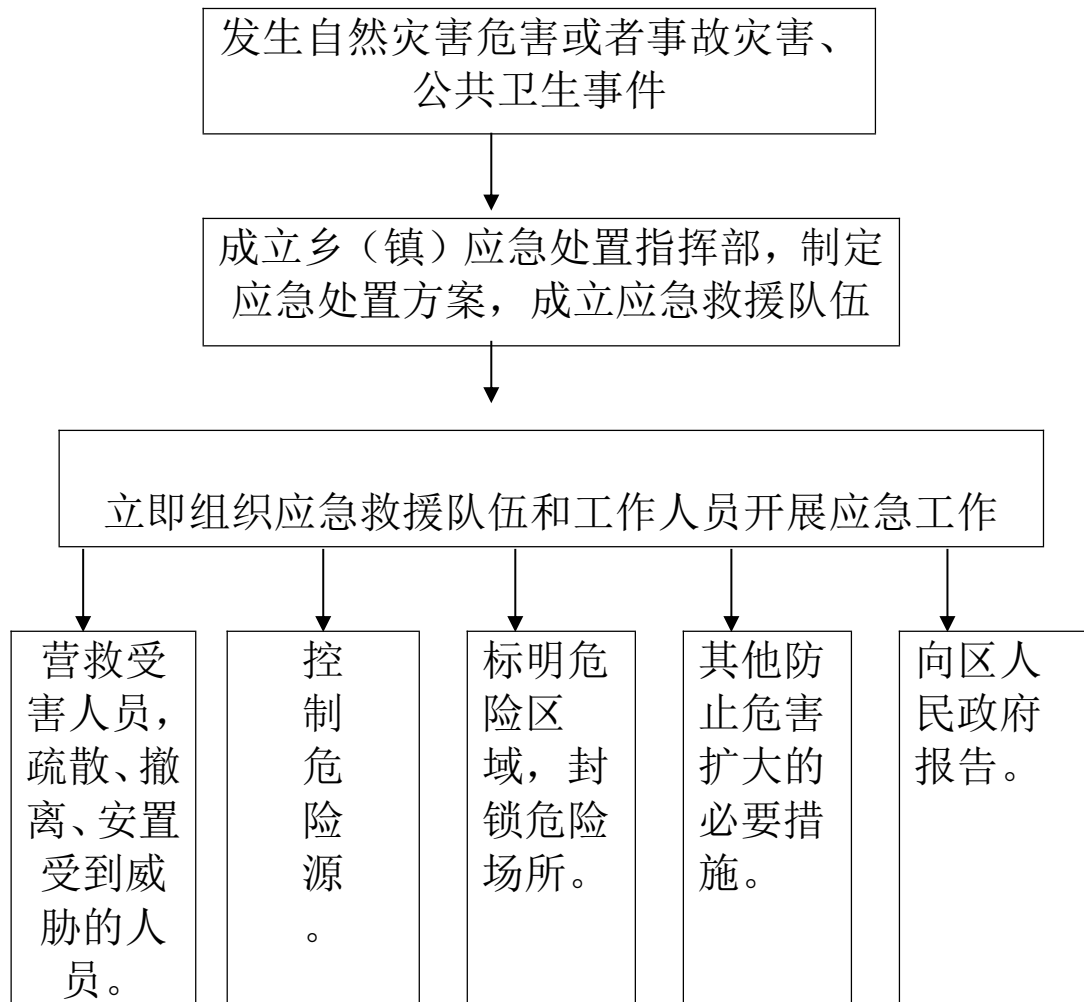 发生自然灾害危害或者事故灾害、
公共卫生事件
成立乡（镇）应急处置指挥部，制定
应急处置方案，成立应急救援队伍
立即组织应急救援队伍和工作人员开展应急工作
营救受
害人员，
疏散、撤
离、安置
受到威
胁的人
员。
控
制
危
险
源
。
标明危
险区
域，封
锁危险
场所。
其他防
止危害
扩大的
必要措
施。
向区人
民政府
报告。